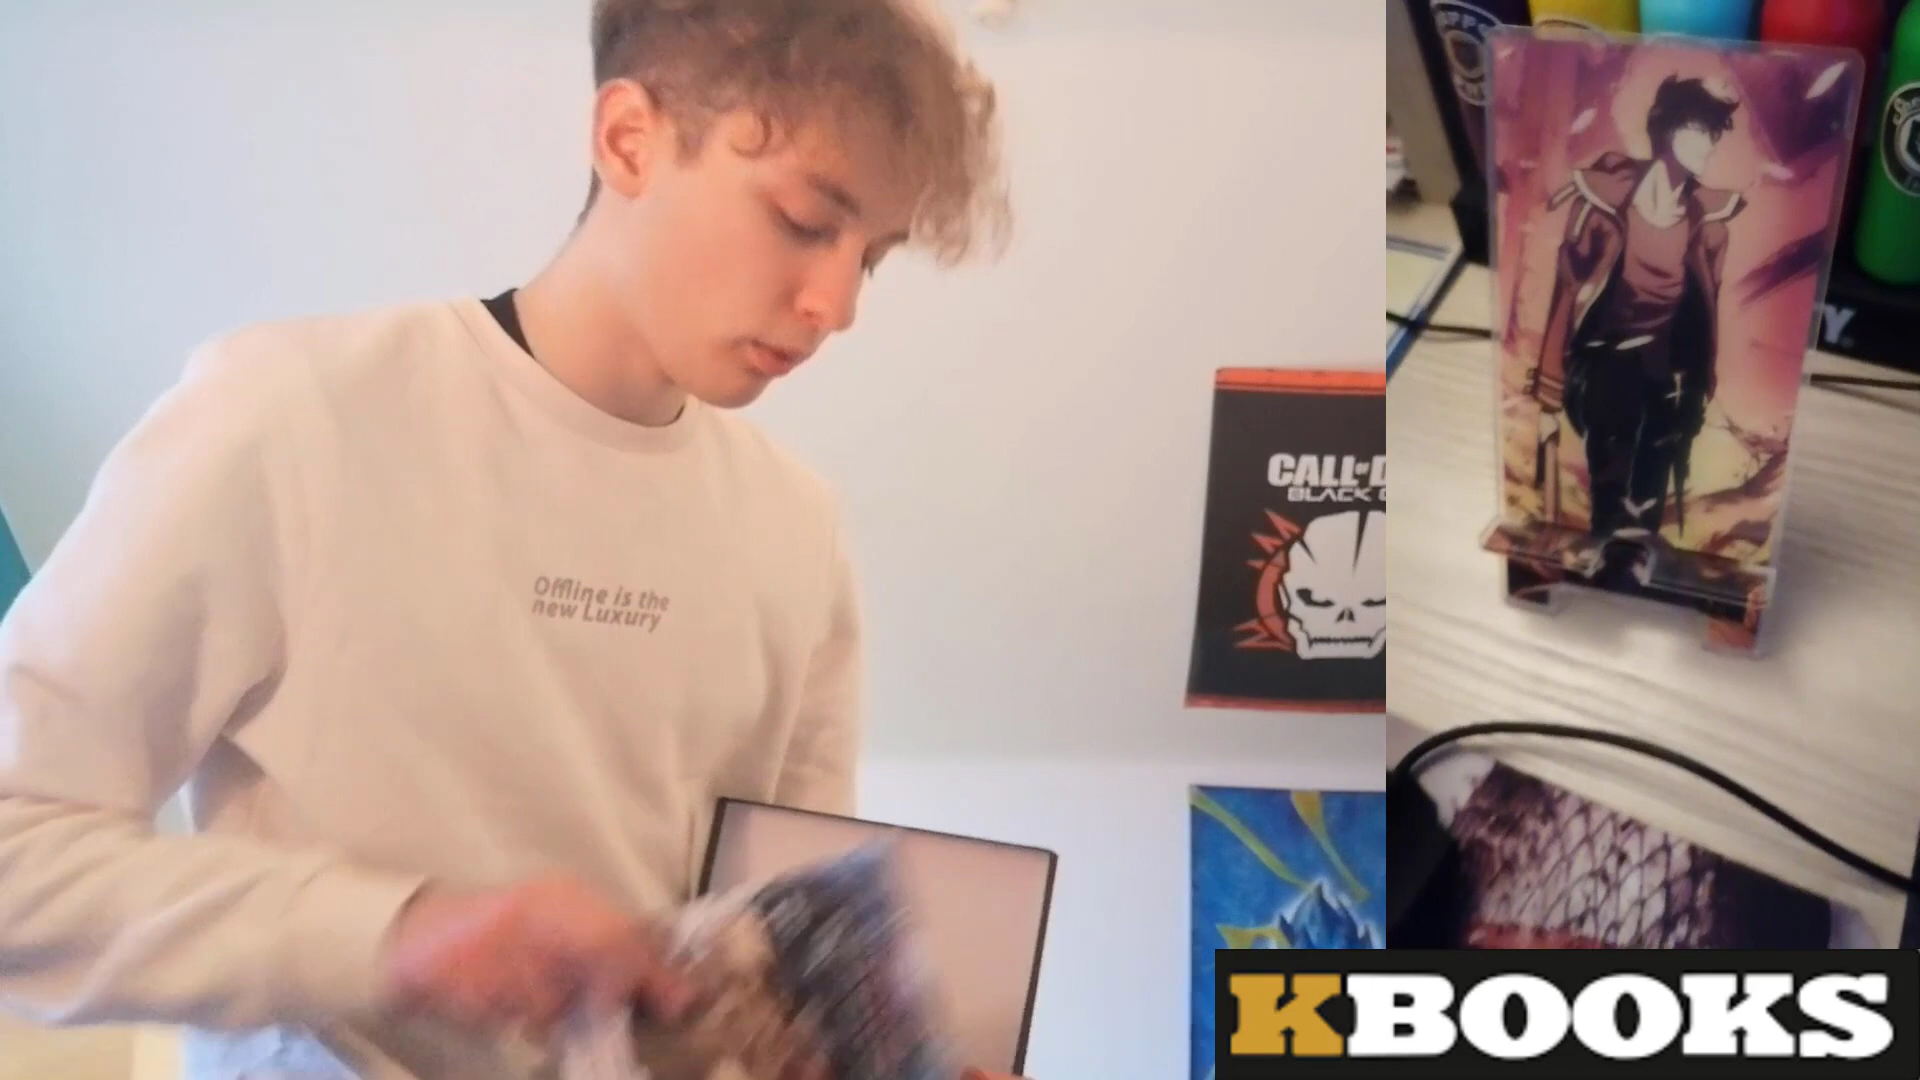 Offline is the
new Luxury
CALL OF D
BLACK O
Y
KBOOKS